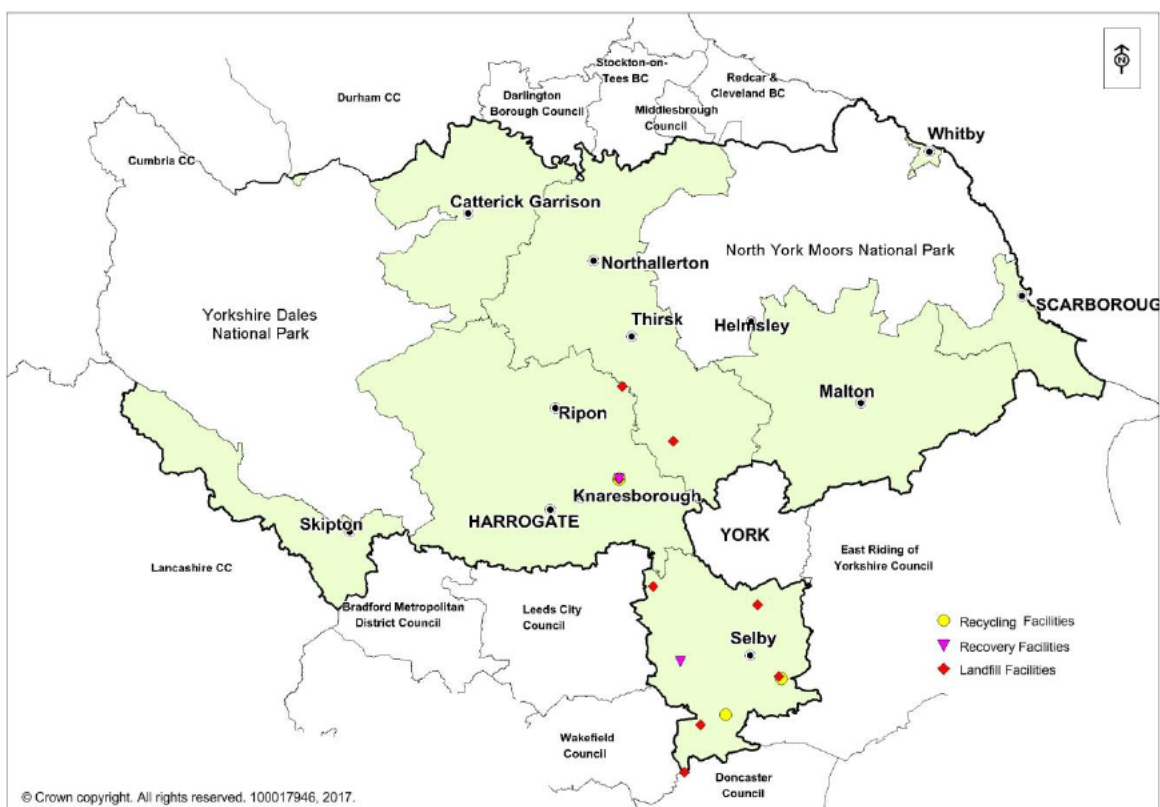 N
Stockton-on-
Tees BC
Redcar &
Cleveland BC
Durham CC
Darlington
Borough Council
Middlesbrough
Council
Whitby
Cumbria CC
Catterick Garrison
North York Moors National Park
Northallerton
SCARBOROUG
Yorkshire Dales
National Park
Thirsk
Helmsley
Malton
Ripon
Knaresborough
HARROGATE
Skipton
YORK
East Riding of
Yorkshire Council
Lancashire CC
Bradford Metropolitan
District Council
Leeds City
Council
Selby
Recycling Facilities
Recovery Facilities
Landfill Facilities
Wakefield
Council
Doncaster
Council
© Crown copyright. All rights reserved. 100017946, 2017.